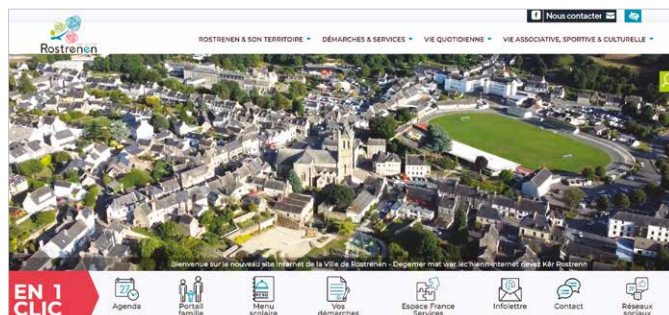 f Nous contacter
Rostrenen
ROSTRENEN & SON TERRITOIRE DÉMARCHES & SERVICES VIE QUOTIDIENNE VIE ASSOCIATIVE, SPORTIVE & CULTURELLE
Bienvenue sur le nouveau site internet de la Ville de Rostrenen - Degemer mat war lec'hienn internet nevez Kêr Rostrenn
EN 1
CLIC
27
Agenda
Portail
famille
MENU
Menu
scolaire
Vos
démarches
Espace France
Services
@
Infolettre
Contact
Réseaux
sociaux